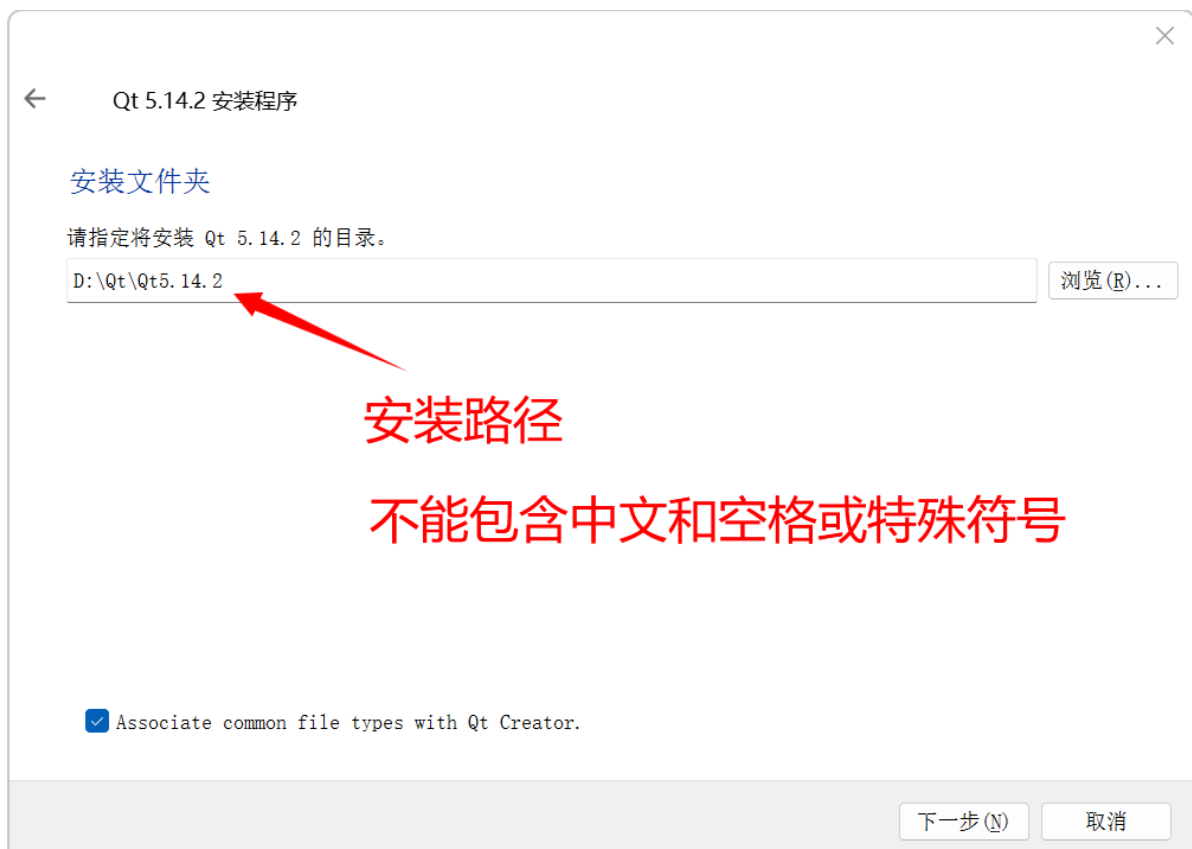 Qt 5.14.2 安装程序
安装文件夹
请指定将安装 Qt 5.14.2 的目录。
D:\Qt\Qt5.14.2
浏览(R)...
安装路径
不能包含中文和空格或特殊符号
Associate common file types with Qt Creator.
下一步(N)
取消